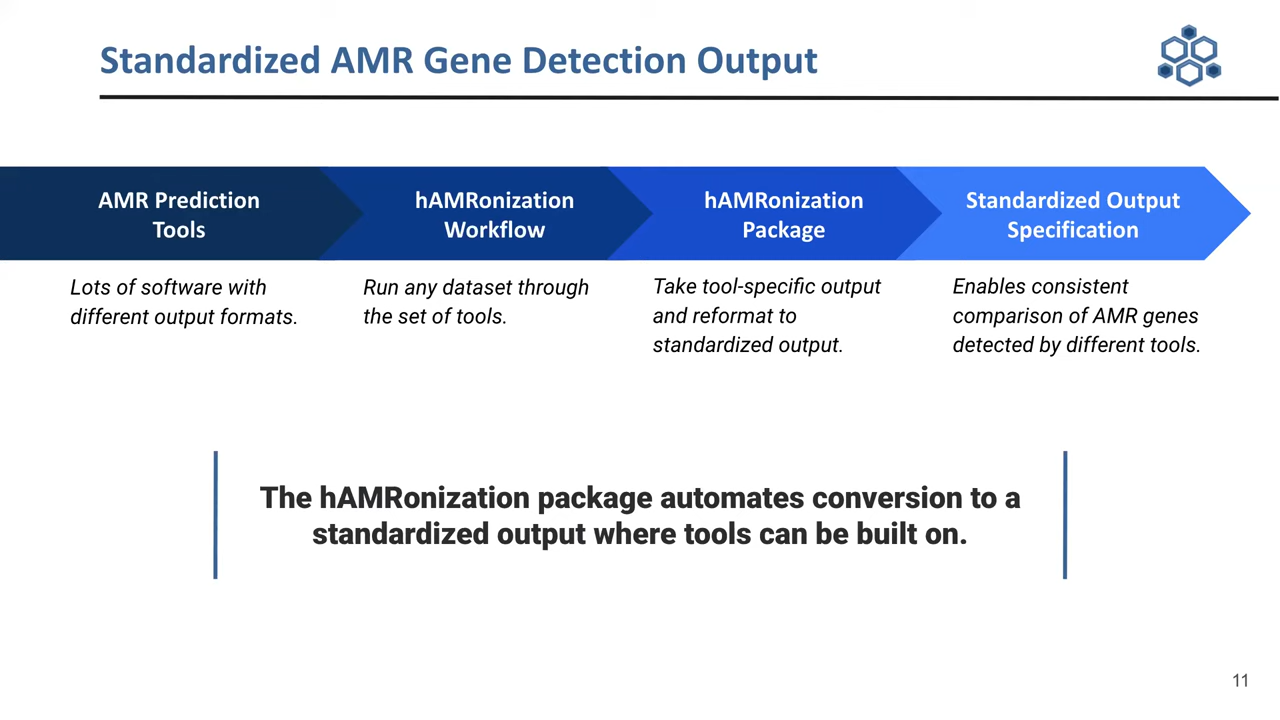 Standardized AMR Gene Detection Output
AMR Prediction
Tools
hAMRonization
Workflow
hAMRonization
Package
Standardized Output
Specification
Lots of software with
different output formats.
Run any dataset through
the set of tools.
Take tool-specific output
and reformat to
standardized output.
Enables consistent
comparison of AMR genes
detected by different tools.
The hAMRonization package automates conversion to a
standardized output where tools can be built on.
11